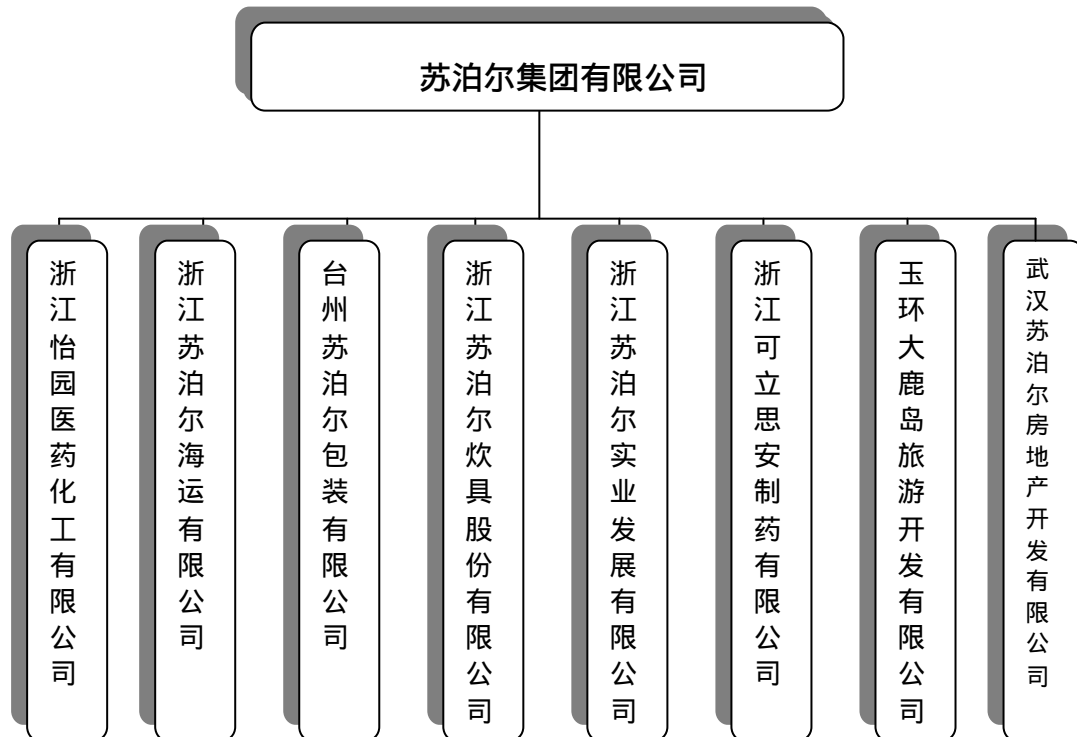 苏泊尔集团有限公司
浙江怡园医药化工有限公司
浙江苏泊尔海运有限公司
台州苏泊尔包装有限公司
浙江苏泊尔炊具股份有限公司
浙江苏泊尔实业发展有限公司
浙江可立思安制药有限公司
玉环大鹿岛旅游开发有限公司
武汉苏泊尔房地产开发有限公司